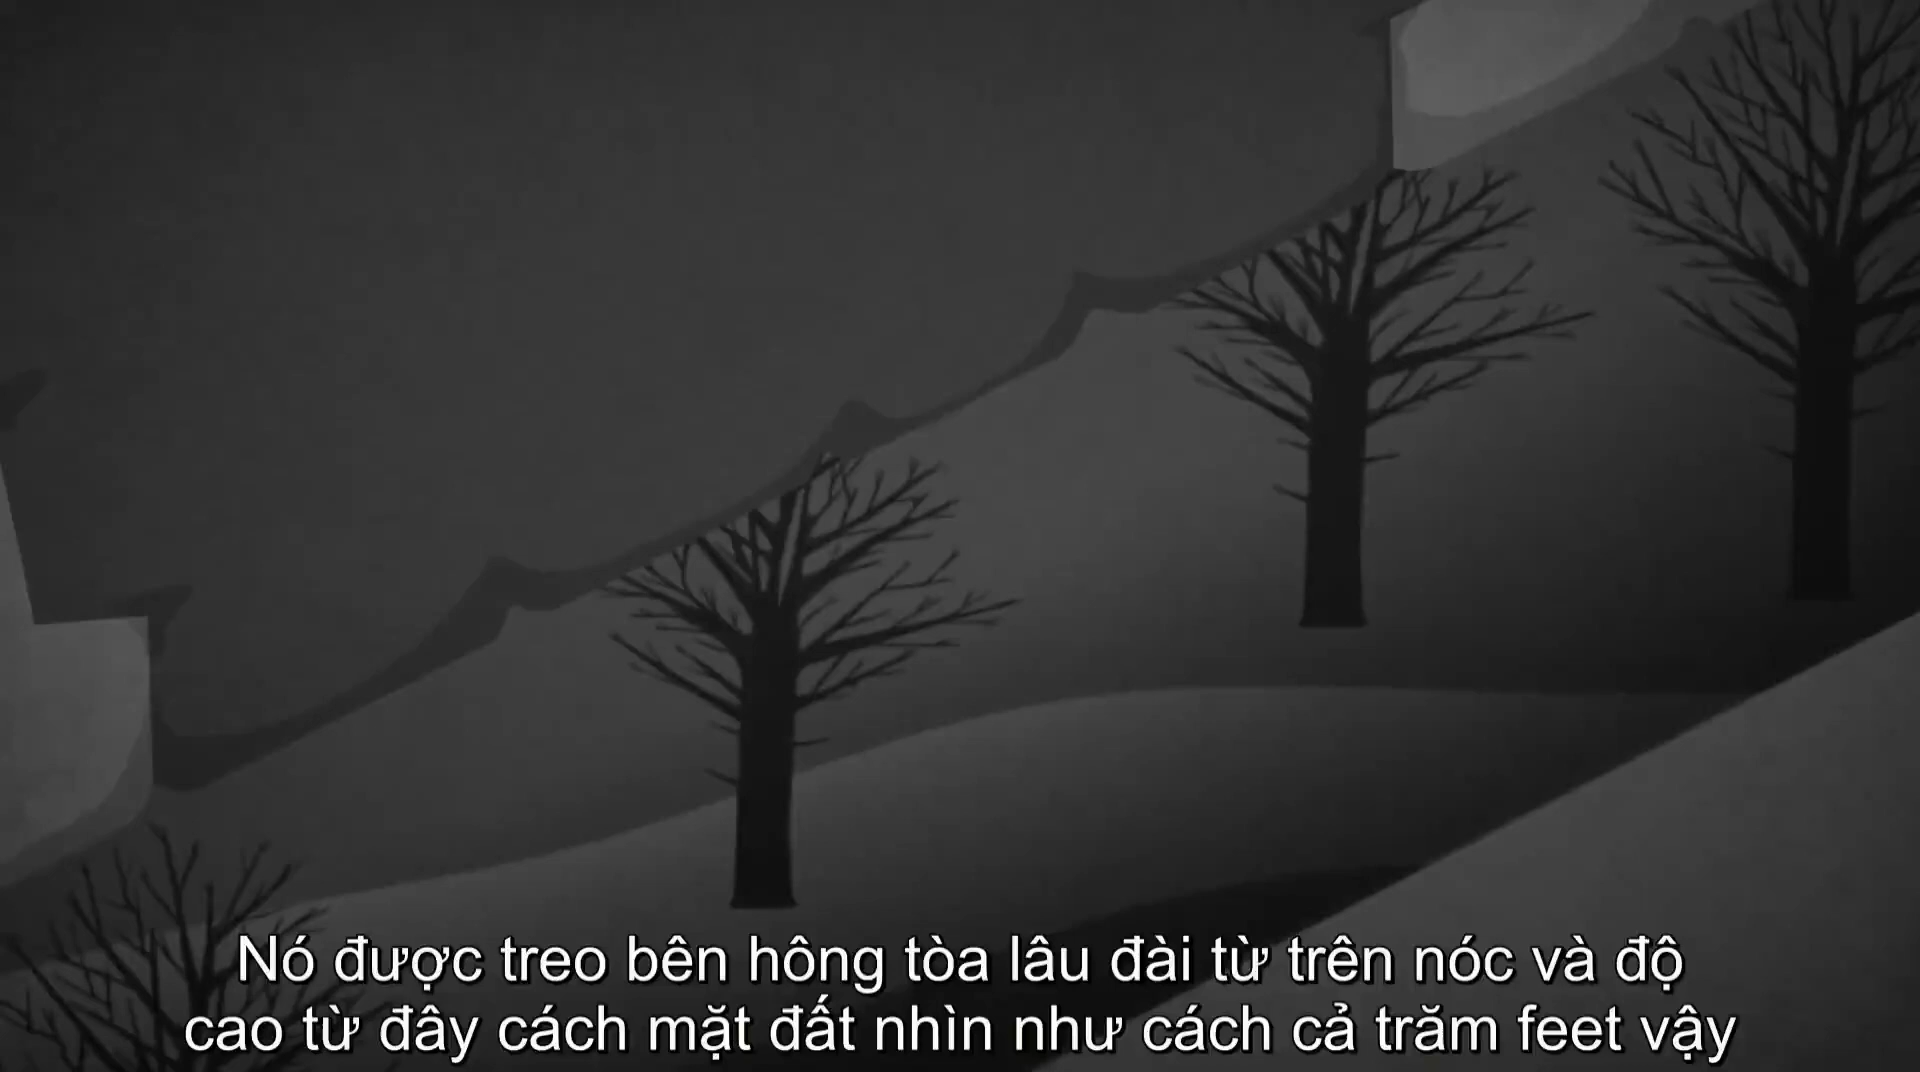 Nó được treo bên hông tòa lâu đài từ trên nóc và độ
cao từ đây cách mặt đất nhìn như cách cả trăm feet vậy